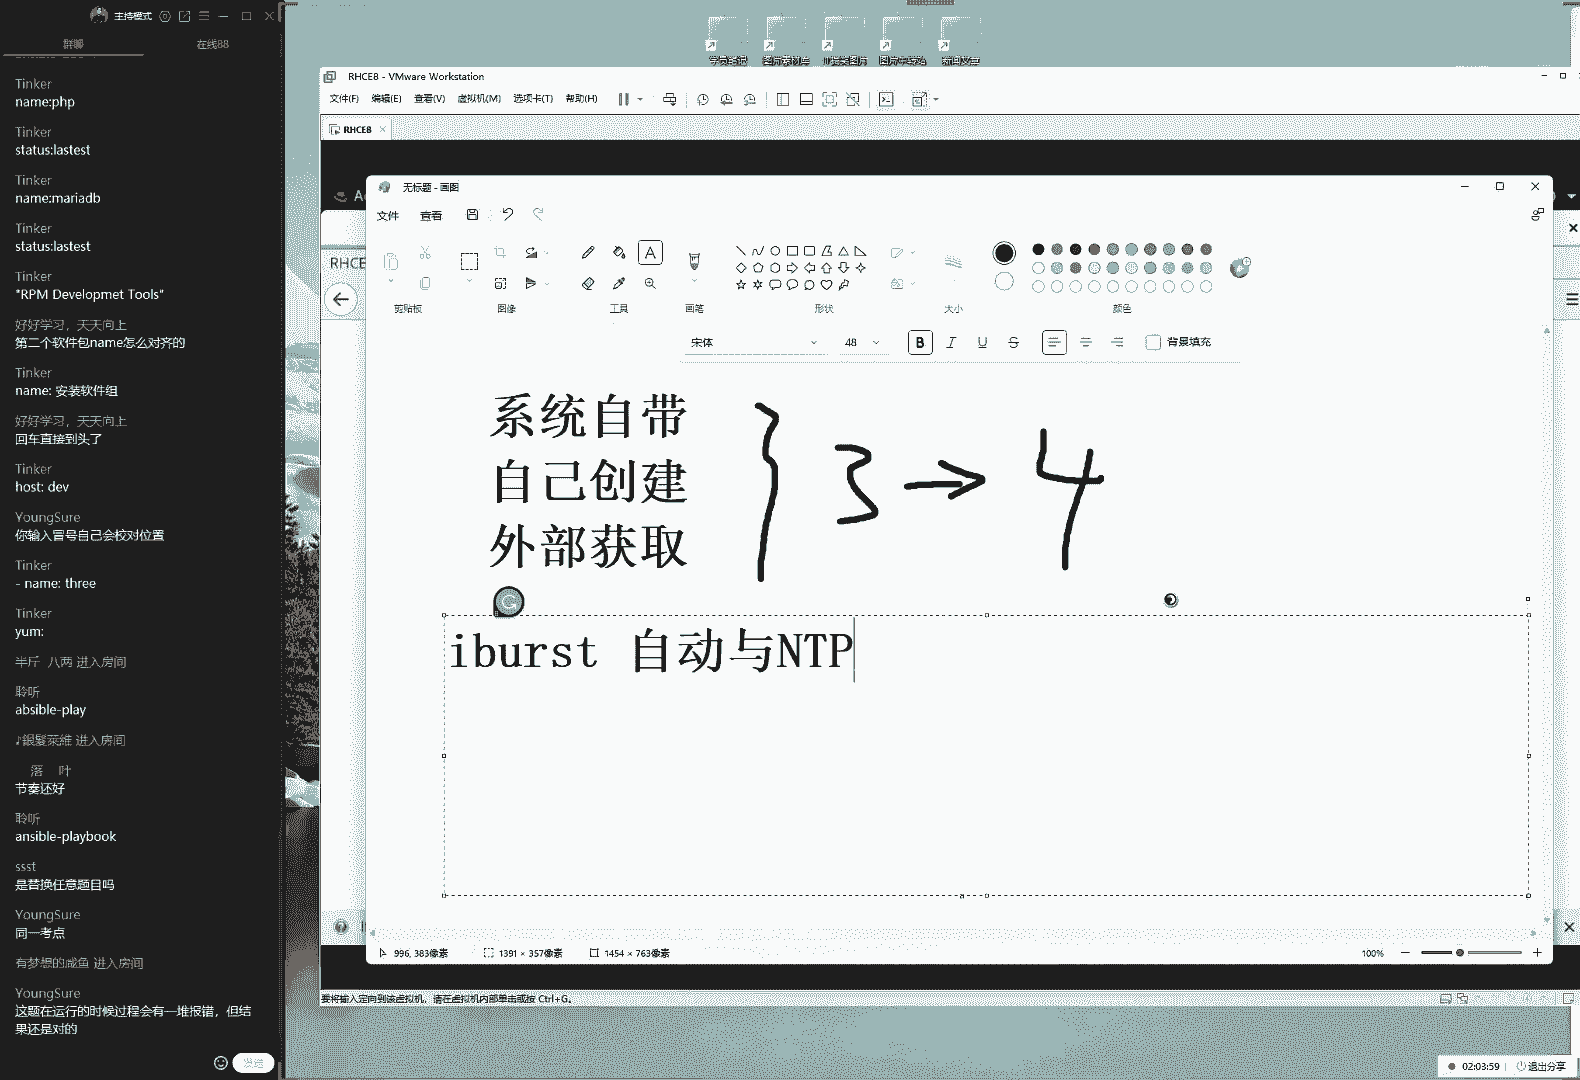 主持模式
群聊
在线88
Tinker
name:php
Tinker
status:lastest
Tinker
name:mariadb
Tinker
status:lastest
Tinker
"RPM Developmet Tools"
好好学习，天天向上
第二个软件包name怎么对齐的
Tinker
name: 安装软件组
好好学习，天天向上
回车直接到头了
Tinker
host: dev
YoungSure
你输入冒号自己会校对位置
Tinker
- name: three
Tinker
yum:
半斤 八两 进入房间
聆听
absible-play
♪銀髮萊維 进入房间
落 叶
节奏还好
聆听
ansible-playbook
ssst
是替换任意题目吗
YoungSure
同一考点
有梦想的咸鱼 进入房间
YoungSure
这题在运行的时候过程会有一堆报错，但结
果还是对的
发送
RHCE8 - VMware Workstation
文件(F) 编辑(E) 查看(V) 虚拟机(M) 选项卡(T) 帮助(H)
RHCE8
无标题 - 画图
文件 查看
RHCE
剪贴板 图像 工具 画笔 形状 大小 颜色
宋体 48 B I U S 背景填充
系统自带
自己创建
外部获取
3 → 4
iburst 自动与NTP
996, 383像素 1391 × 357像素 1454 × 763像素 100%
要将输入定向到该虚拟机，请在虚拟机内部单击或按 Ctrl+G。
02:03:59 退出分享